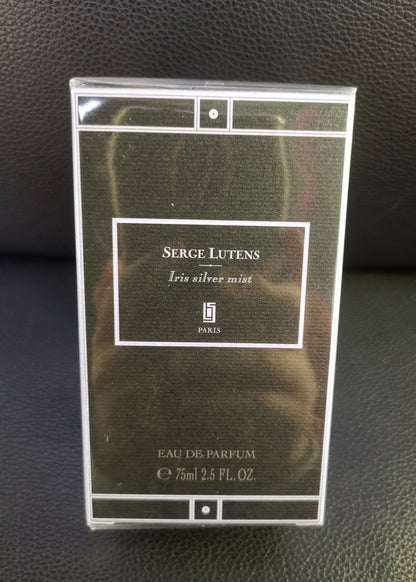 SERGE LUTENS
Iris silver mist
PARIS
EAU DE PARFUM
℮ 75ml 2.5 FL. OZ.